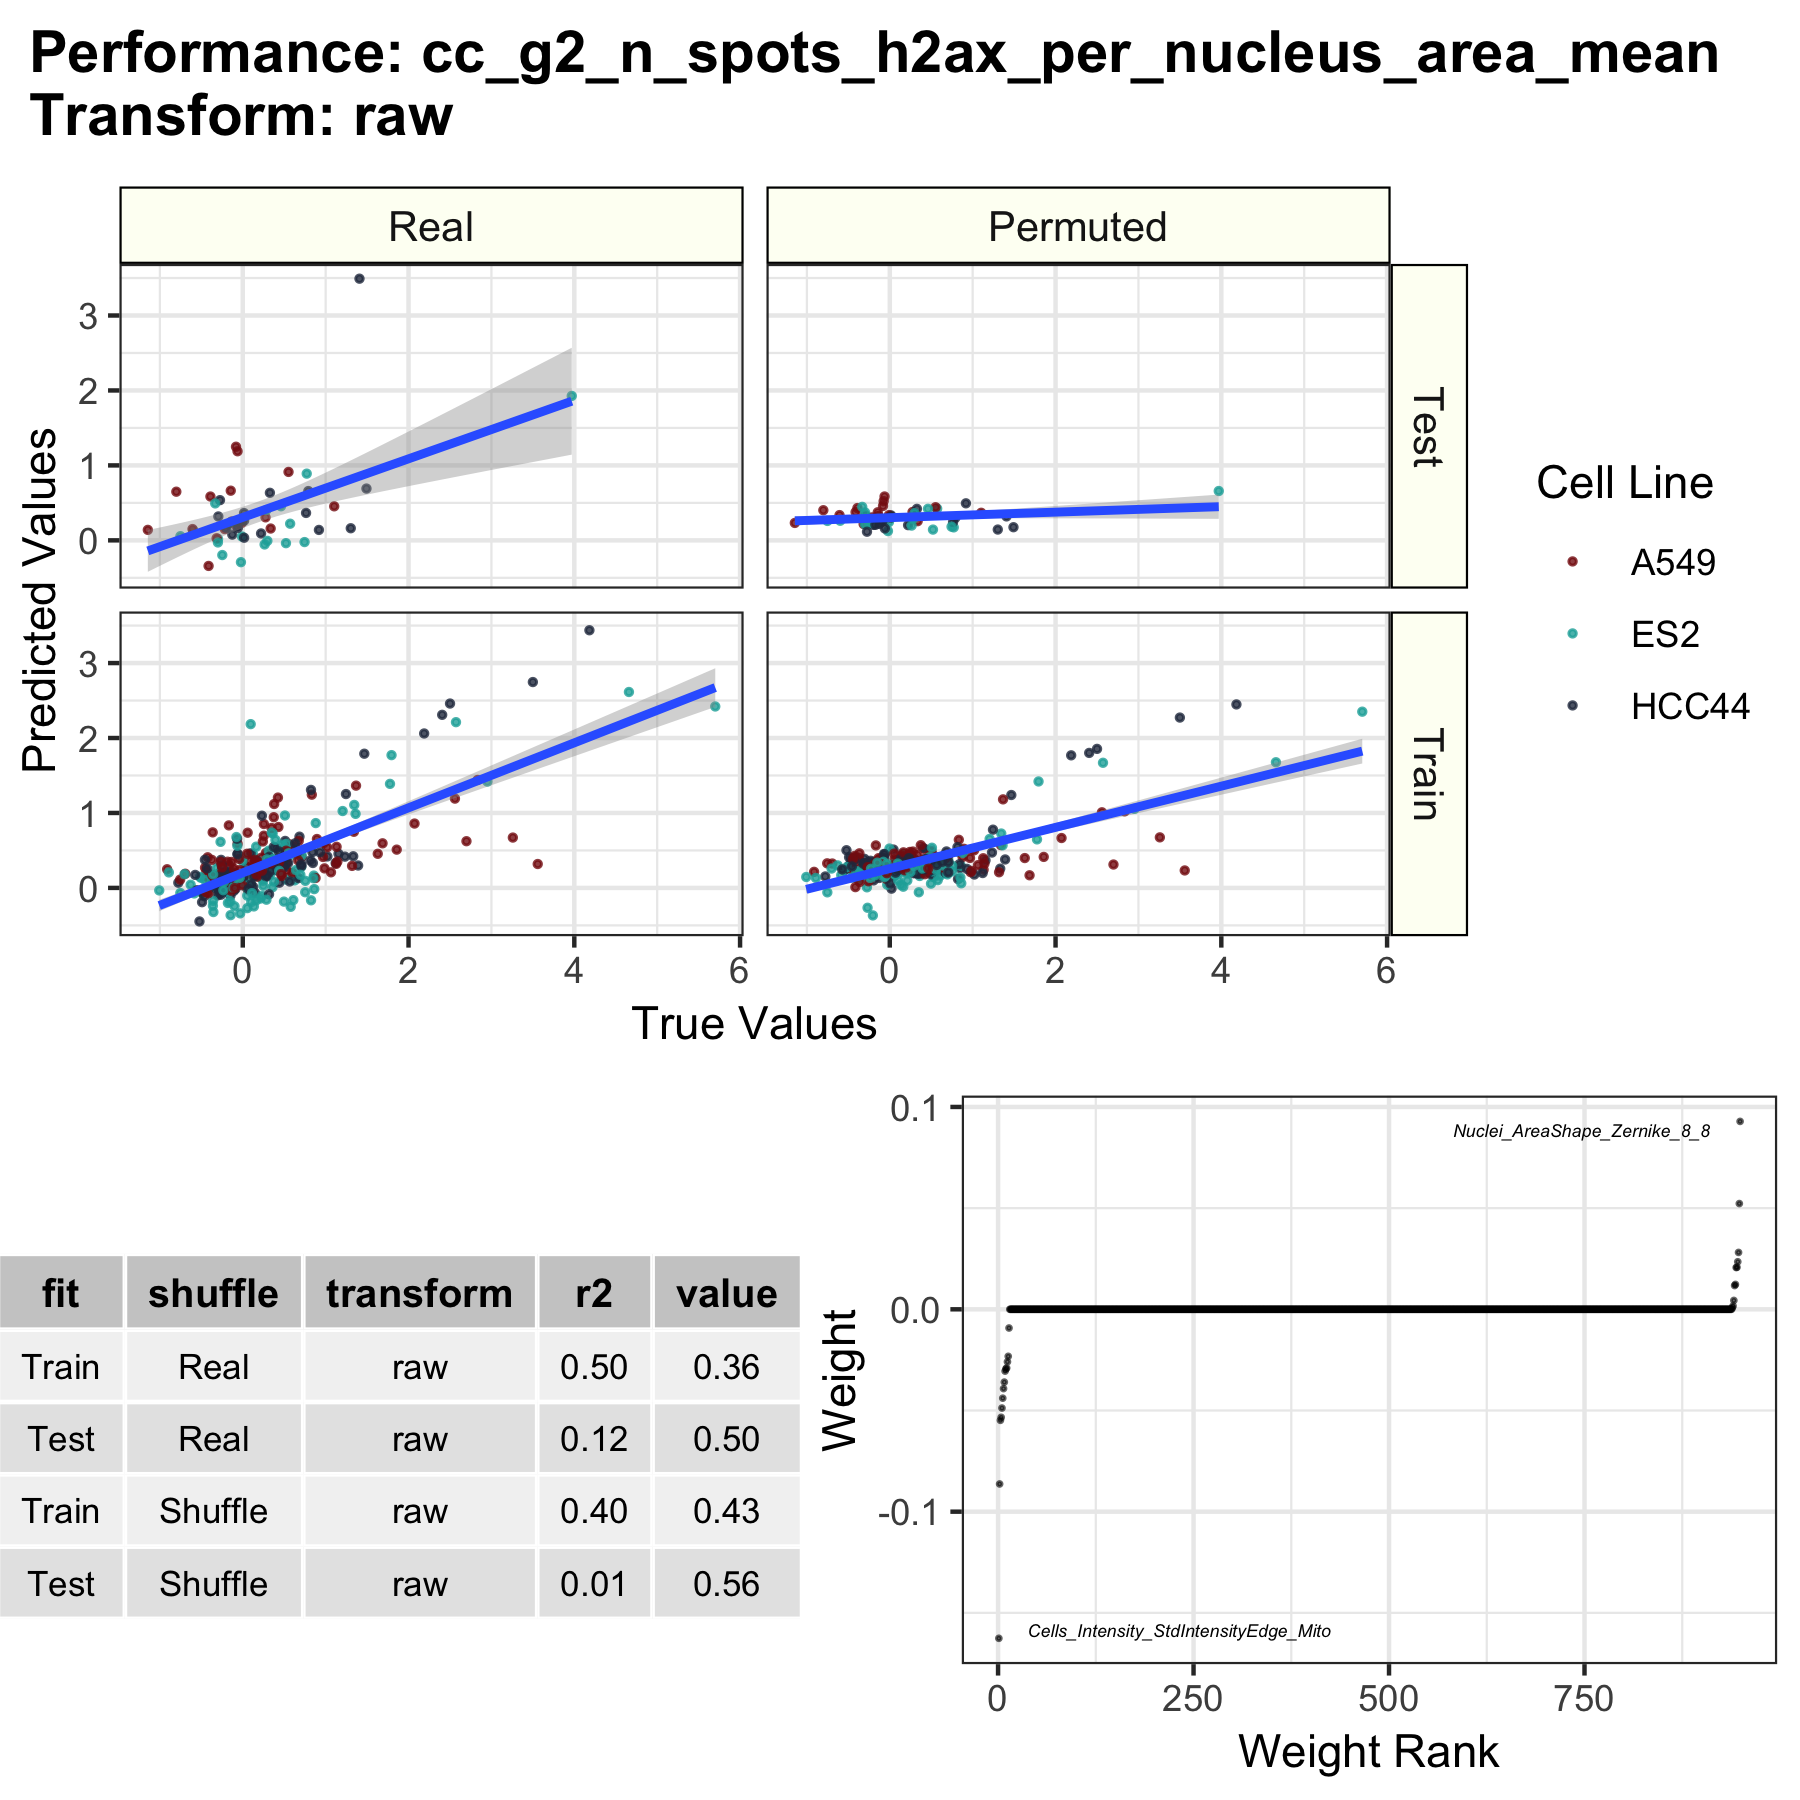 Performance: cc_g2_n_spots_h2ax_per_nucleus_area_mean
Transform: raw
Real
Permuted
3
2
1
0
Test
3
2
1
0
Train
Predicted Values
0
2
4
6
0
2
4
6
True Values
Cell Line
A549
ES2
HCC44
fit shuffle transform r2 value
Train Real raw 0.50 0.36
Test Real raw 0.12 0.50
Train Shuffle raw 0.40 0.43
Test Shuffle raw 0.01 0.56
Weight
0.1
0.0
-0.1
Nuclei_AreaShape_Zernike_8_8
Cells_Intensity_StdIntensityEdge_Mito
0
250
500
750
Weight Rank